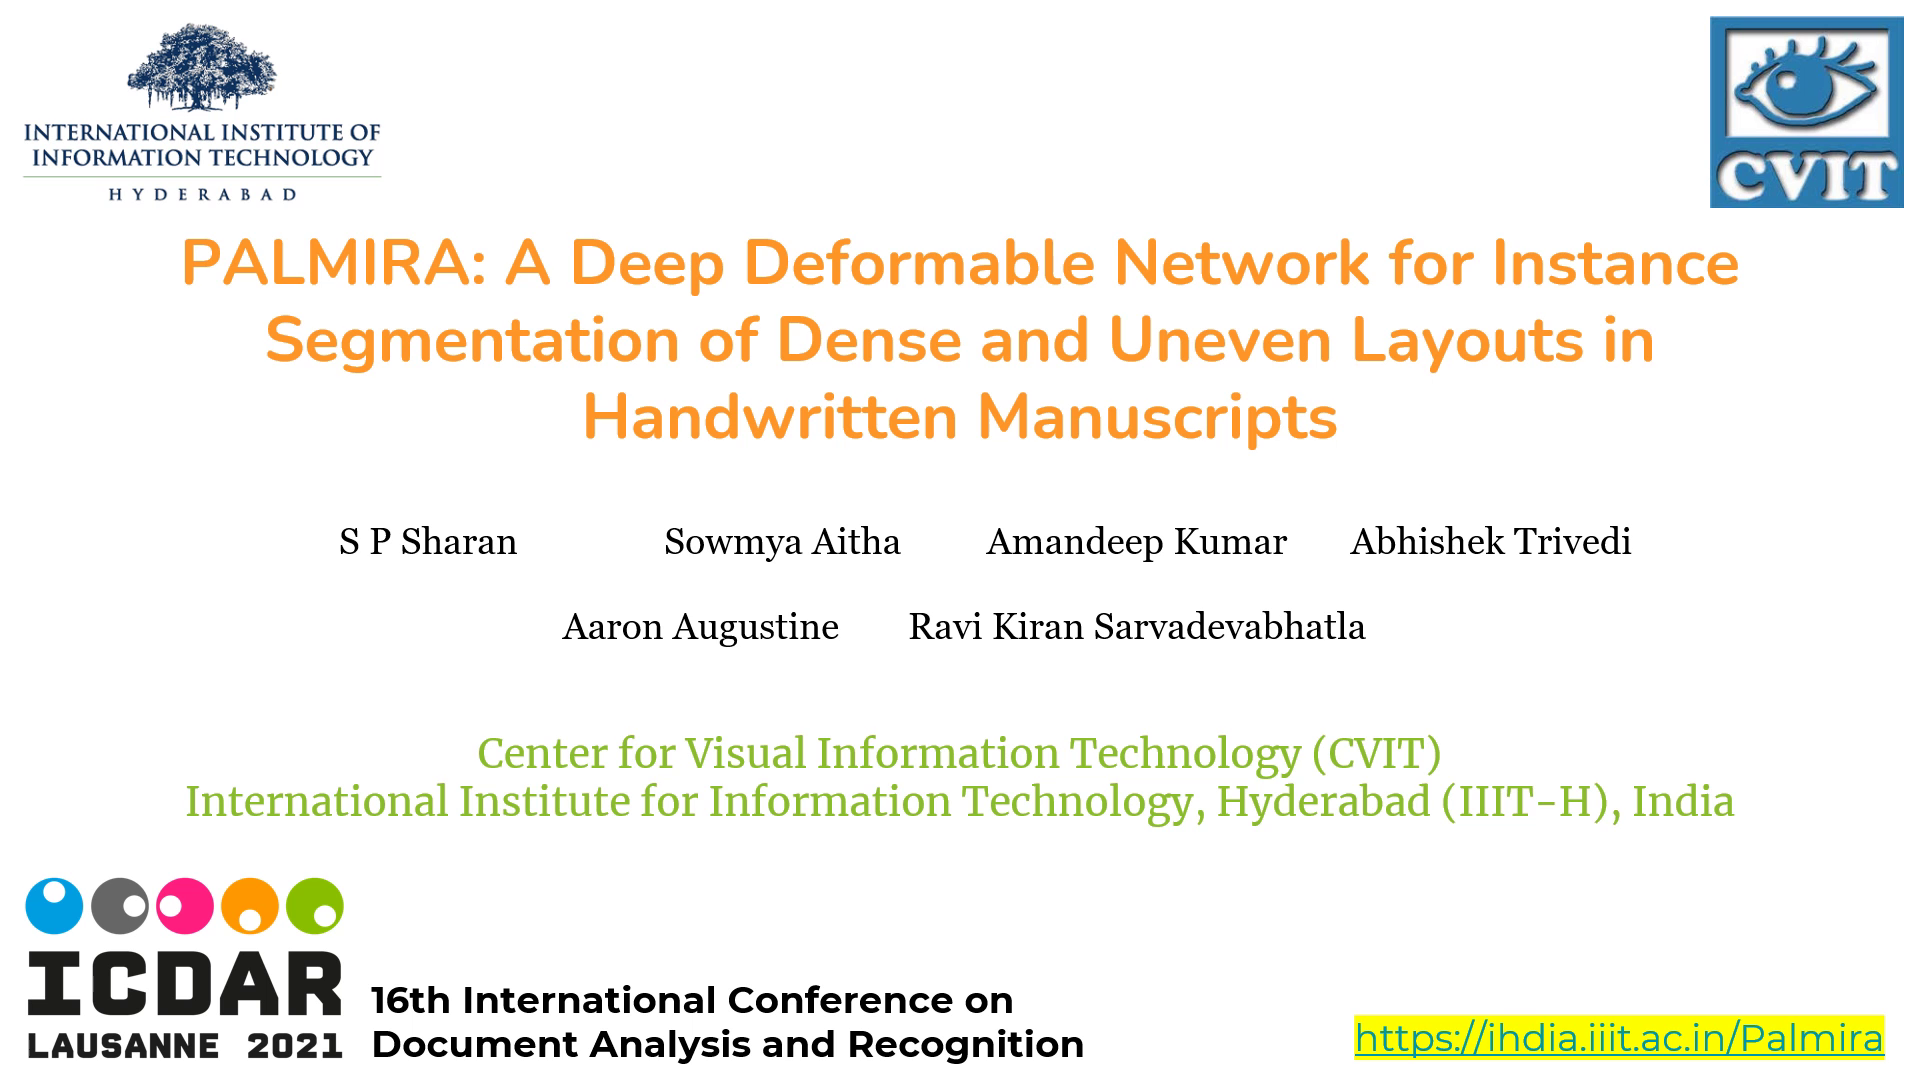 INTERNATIONAL INSTITUTE OF
INFORMATION TECHNOLOGY
HYDERABAD
CVIT
PALMIRA: A Deep Deformable Network for Instance
Segmentation of Dense and Uneven Layouts in
Handwritten Manuscripts
S P Sharan Sowmya Aitha Amandeep Kumar Abhishek Trivedi
Aaron Augustine Ravi Kiran Sarvadevabhatla
Center for Visual Information Technology (CVIT)
International Institute for Information Technology, Hyderabad (IIIT-H), India
ICDAR
LAUSANNE 2021
16th International Conference on
Document Analysis and Recognition
https://ihdia.iiit.ac.in/Palmira